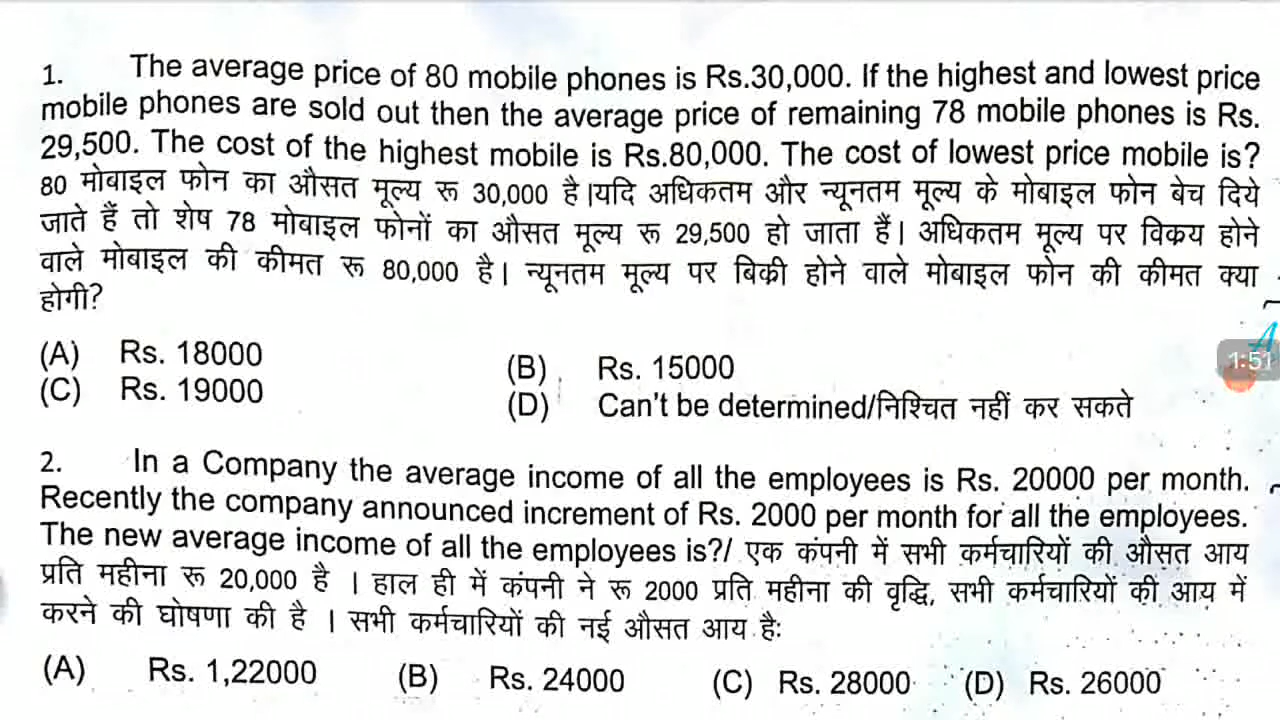 1. The average price of 80 mobile phones is Rs.30,000. If the highest and lowest price
mobile phones are sold out then the average price of remaining 78 mobile phones is Rs.
29,500. The cost of the highest mobile is Rs.80,000. The cost of lowest price mobile is?
80 मोबाइल फोन का औसत मूल्य रू 30,000 है।यदि अधिकतम और न्यूनतम मूल्य के मोबाइल फोन बेच दिये
जाते हैं तो शेष 78 मोबाइल फोनों का औसत मूल्य रू 29,500 हो जाता हैं। अधिकतम मूल्य पर विक्रय होने
वाले मोबाइल की कीमत रू 80,000 है। न्यूनतम मूल्य पर बिक्री होने वाले मोबाइल फोन की कीमत क्या
होगी?
(A) Rs. 18000
(B) Rs. 15000
(C) Rs. 19000
(D) Can't be determined/निश्चित नहीं कर सकते
A
1:51
2. In a Company the average income of all the employees is Rs. 20000 per month.
Recently the company announced increment of Rs. 2000 per month for all the employees.
The new average income of all the employees is?/ एक कंपनी में सभी कर्मचारियों की औसत आय
प्रति महीना रू 20,000 है । हाल ही में कंपनी ने रू 2000 प्रति महीना की वृद्धि, सभी कर्मचारियों की आय में
करने की घोषणा की है । सभी कर्मचारियों की नई औसत आय है:
(A) Rs. 1,22000 (B) Rs. 24000 (C) Rs. 28000 (D) Rs. 26000